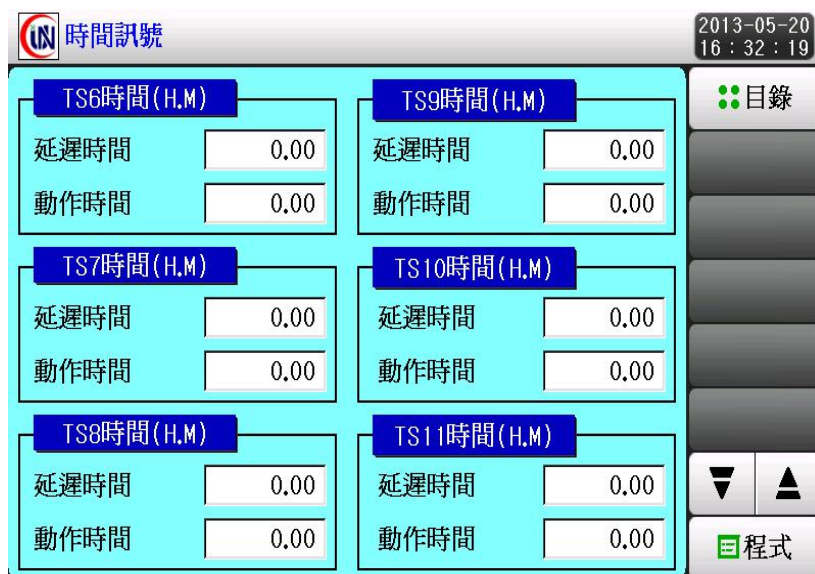 iN 時間訊號
2013-05-20
16:32:19
TS6時間(H.M)
延遲時間 0.00
動作時間 0.00
TS9時間(H.M)
延遲時間 0.00
動作時間 0.00
TS7時間(H.M)
延遲時間 0.00
動作時間 0.00
TS10時間(H.M)
延遲時間 0.00
動作時間 0.00
TS8時間(H.M)
延遲時間 0.00
動作時間 0.00
TS11時間(H.M)
延遲時間 0.00
動作時間 0.00
目錄
程式